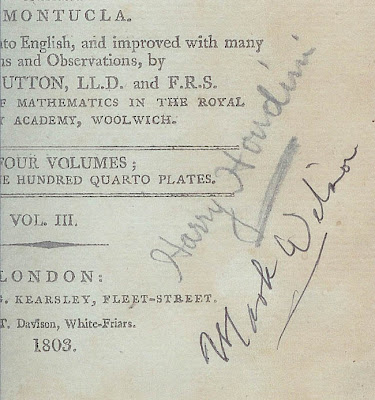 MONTUCLA.
to English, and improved with many
ns and Observations, by
UTTON, LL.D. and F.R.S.
F MATHEMATICS IN THE ROYAL
Y ACADEMY, WOOLWICH.
FOUR VOLUMES;
NE HUNDRED QUARTO PLATES.
VOL. III.
LONDON:
G. KEARSLEY, FLEET-STREET.
T. Davison, White-Friars.
1803.
Harry Houdini
Mark Wilson